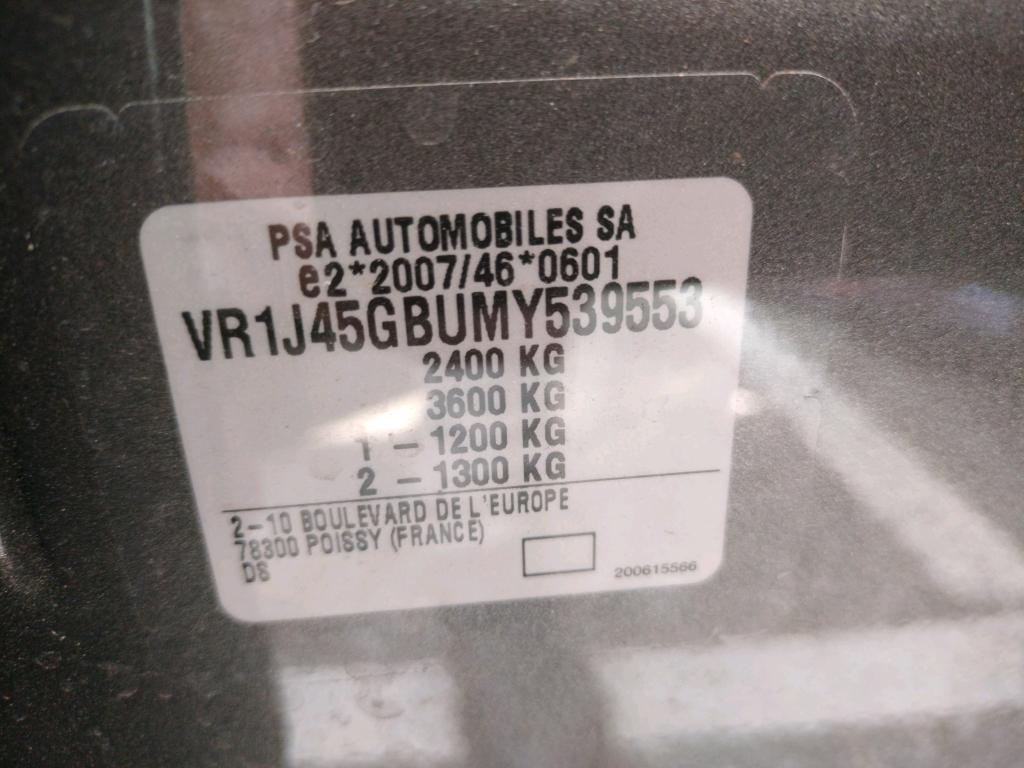 PSA AUTOMOBILES SA
e2*2007/46*0601
VR1J45GBUMY539553
2400 KG
3600 KG
1 – 1200 KG
2 – 1300 KG
2–10 BOULEVARD DE L'EUROPE
78300 POISSY (FRANCE)
DS
200615566